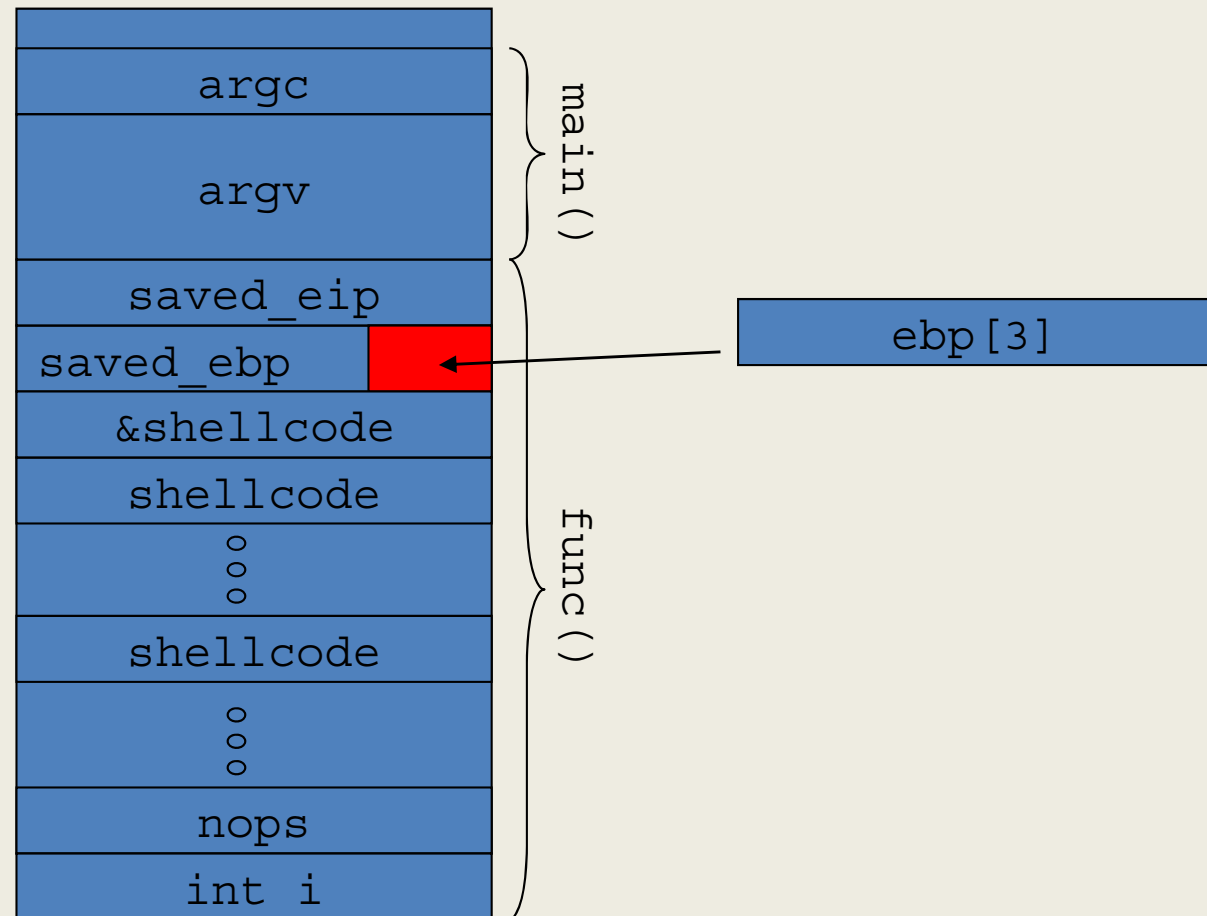 argc
argv
main()
saved_eip
saved_ebp
ebp[3]
&shellcode
shellcode
func()
shellcode
nops
int i